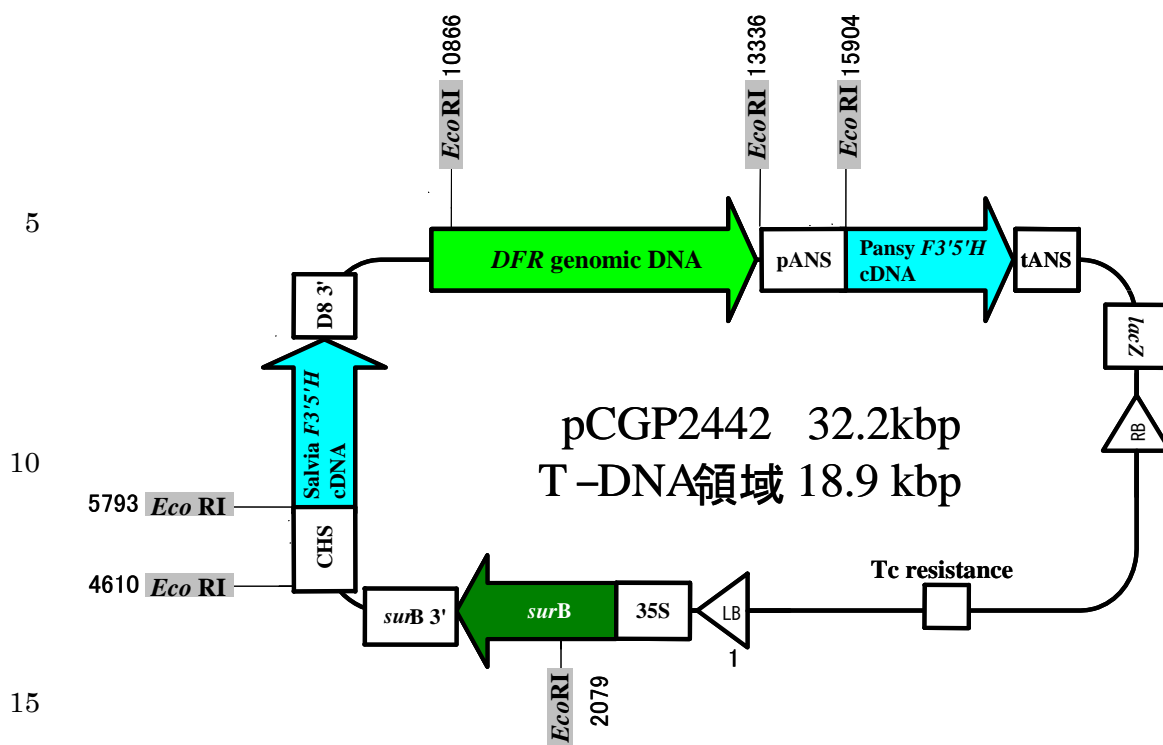 EcoRI 10866
EcoRI 13336
EcoRI 15904
5
DFR genomic DNA
pANS
Pansy F3'5'H
cDNA
tANS
D8 3'
lacZ
Salvia F3'5'H
cDNA
pCGP2442 32.2kbp
RB
10
T–DNA領域 18.9 kbp
5793 Eco RI
CHS
4610 Eco RI
Tc resistance
surB 3'
surB
35S
LB
1
EcoRI 2079
15